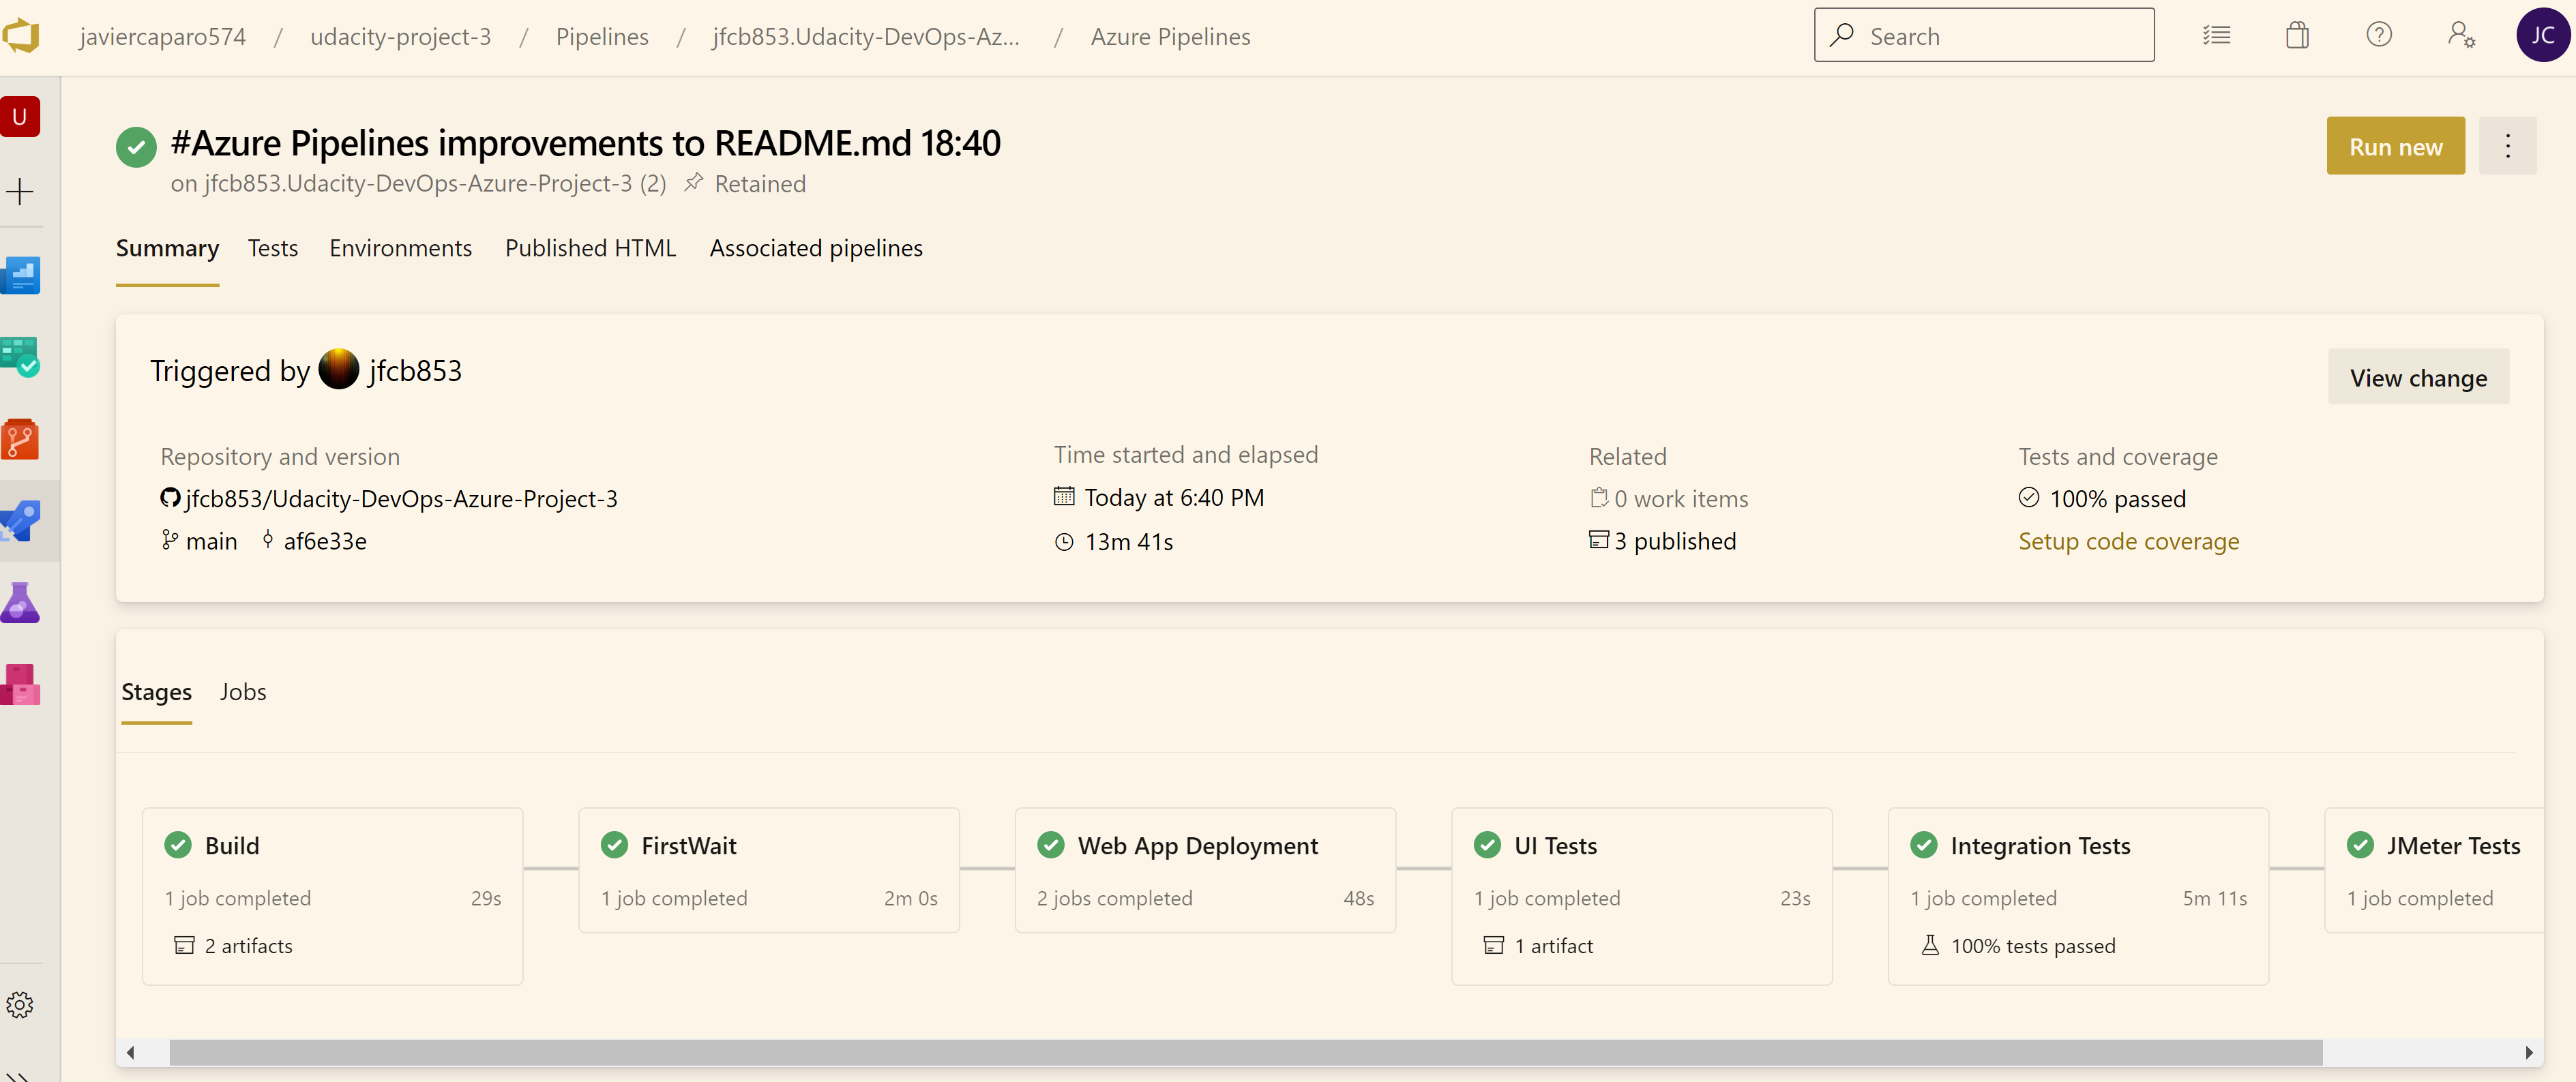 javiercaparo574 / udacity-project-3 / Pipelines / jfcb853.Udacity-DevOps-Az... / Azure Pipelines
Search
JC
U
#Azure Pipelines improvements to README.md 18:40
on jfcb853.Udacity-DevOps-Azure-Project-3 (2) Retained
Run new
Summary Tests Environments Published HTML Associated pipelines
Triggered by jfcb853
View change
Repository and version
jfcb853/Udacity-DevOps-Azure-Project-3
main af6e33e
Time started and elapsed
Today at 6:40 PM
13m 41s
Related
0 work items
3 published
Tests and coverage
100% passed
Setup code coverage
Stages Jobs
Build
1 job completed 29s
2 artifacts
FirstWait
1 job completed 2m 0s
Web App Deployment
2 jobs completed 48s
UI Tests
1 job completed 23s
1 artifact
Integration Tests
1 job completed 5m 11s
100% tests passed
JMeter Tests
1 job completed